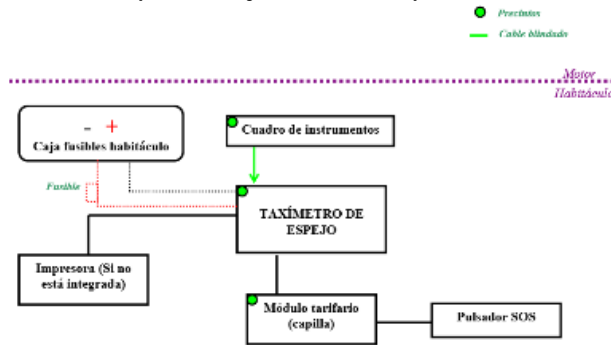 Precintos
Cable blindado
Motor
Habitáculo
- +
Caja fusibles habitáculo
Cuadro de instrumentos
Fusible
TAXÍMETRO DE
ESPEJO
Impresora (Si no
está integrada)
Módulo tarifario
(capilla)
Pulsador SOS